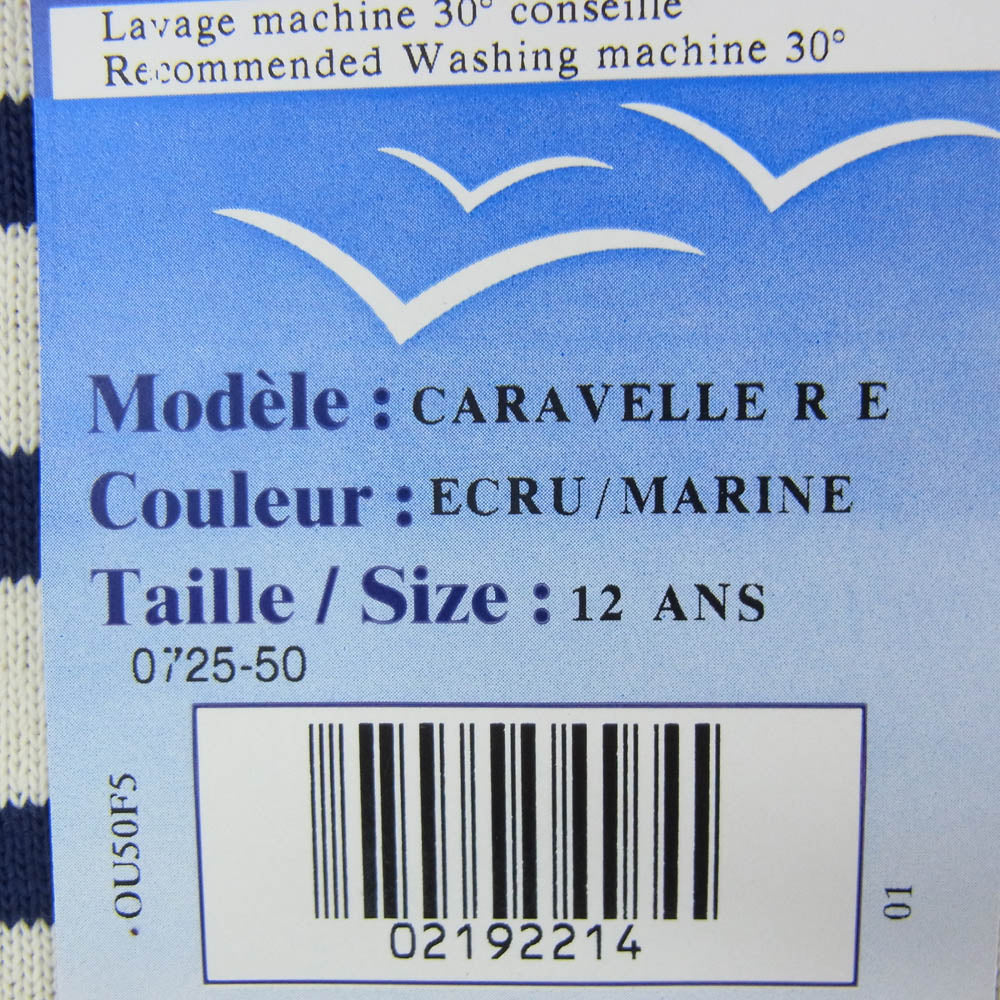 Lavage machine 30° conseillé
Recommended Washing machine 30°
Modèle : CARAVELLE R E
Couleur : ECRU/MARINE
Taille / Size : 12 ANS
0725-50
.OU50F5
02192214
01